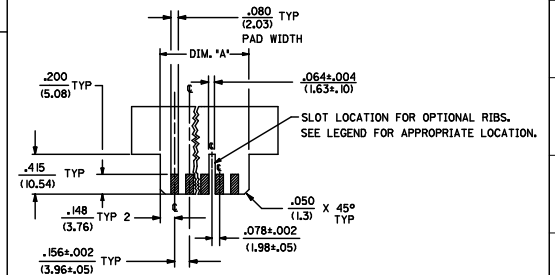 .080 TYP
(2.03)
PAD WIDTH
DIM. "A"
.200 TYP
(5.08)
.064±.004
(1.63±.10)
SLOT LOCATION FOR OPTIONAL RIBS.
SEE LEGEND FOR APPROPRIATE LOCATION.
.415 TYP
(10.54)
.050 X 45°
(1.3) TYP
.148 TYP 2
(3.76)
.078±.002
(1.98±.05)
.156±.002 TYP
(3.96±.05)